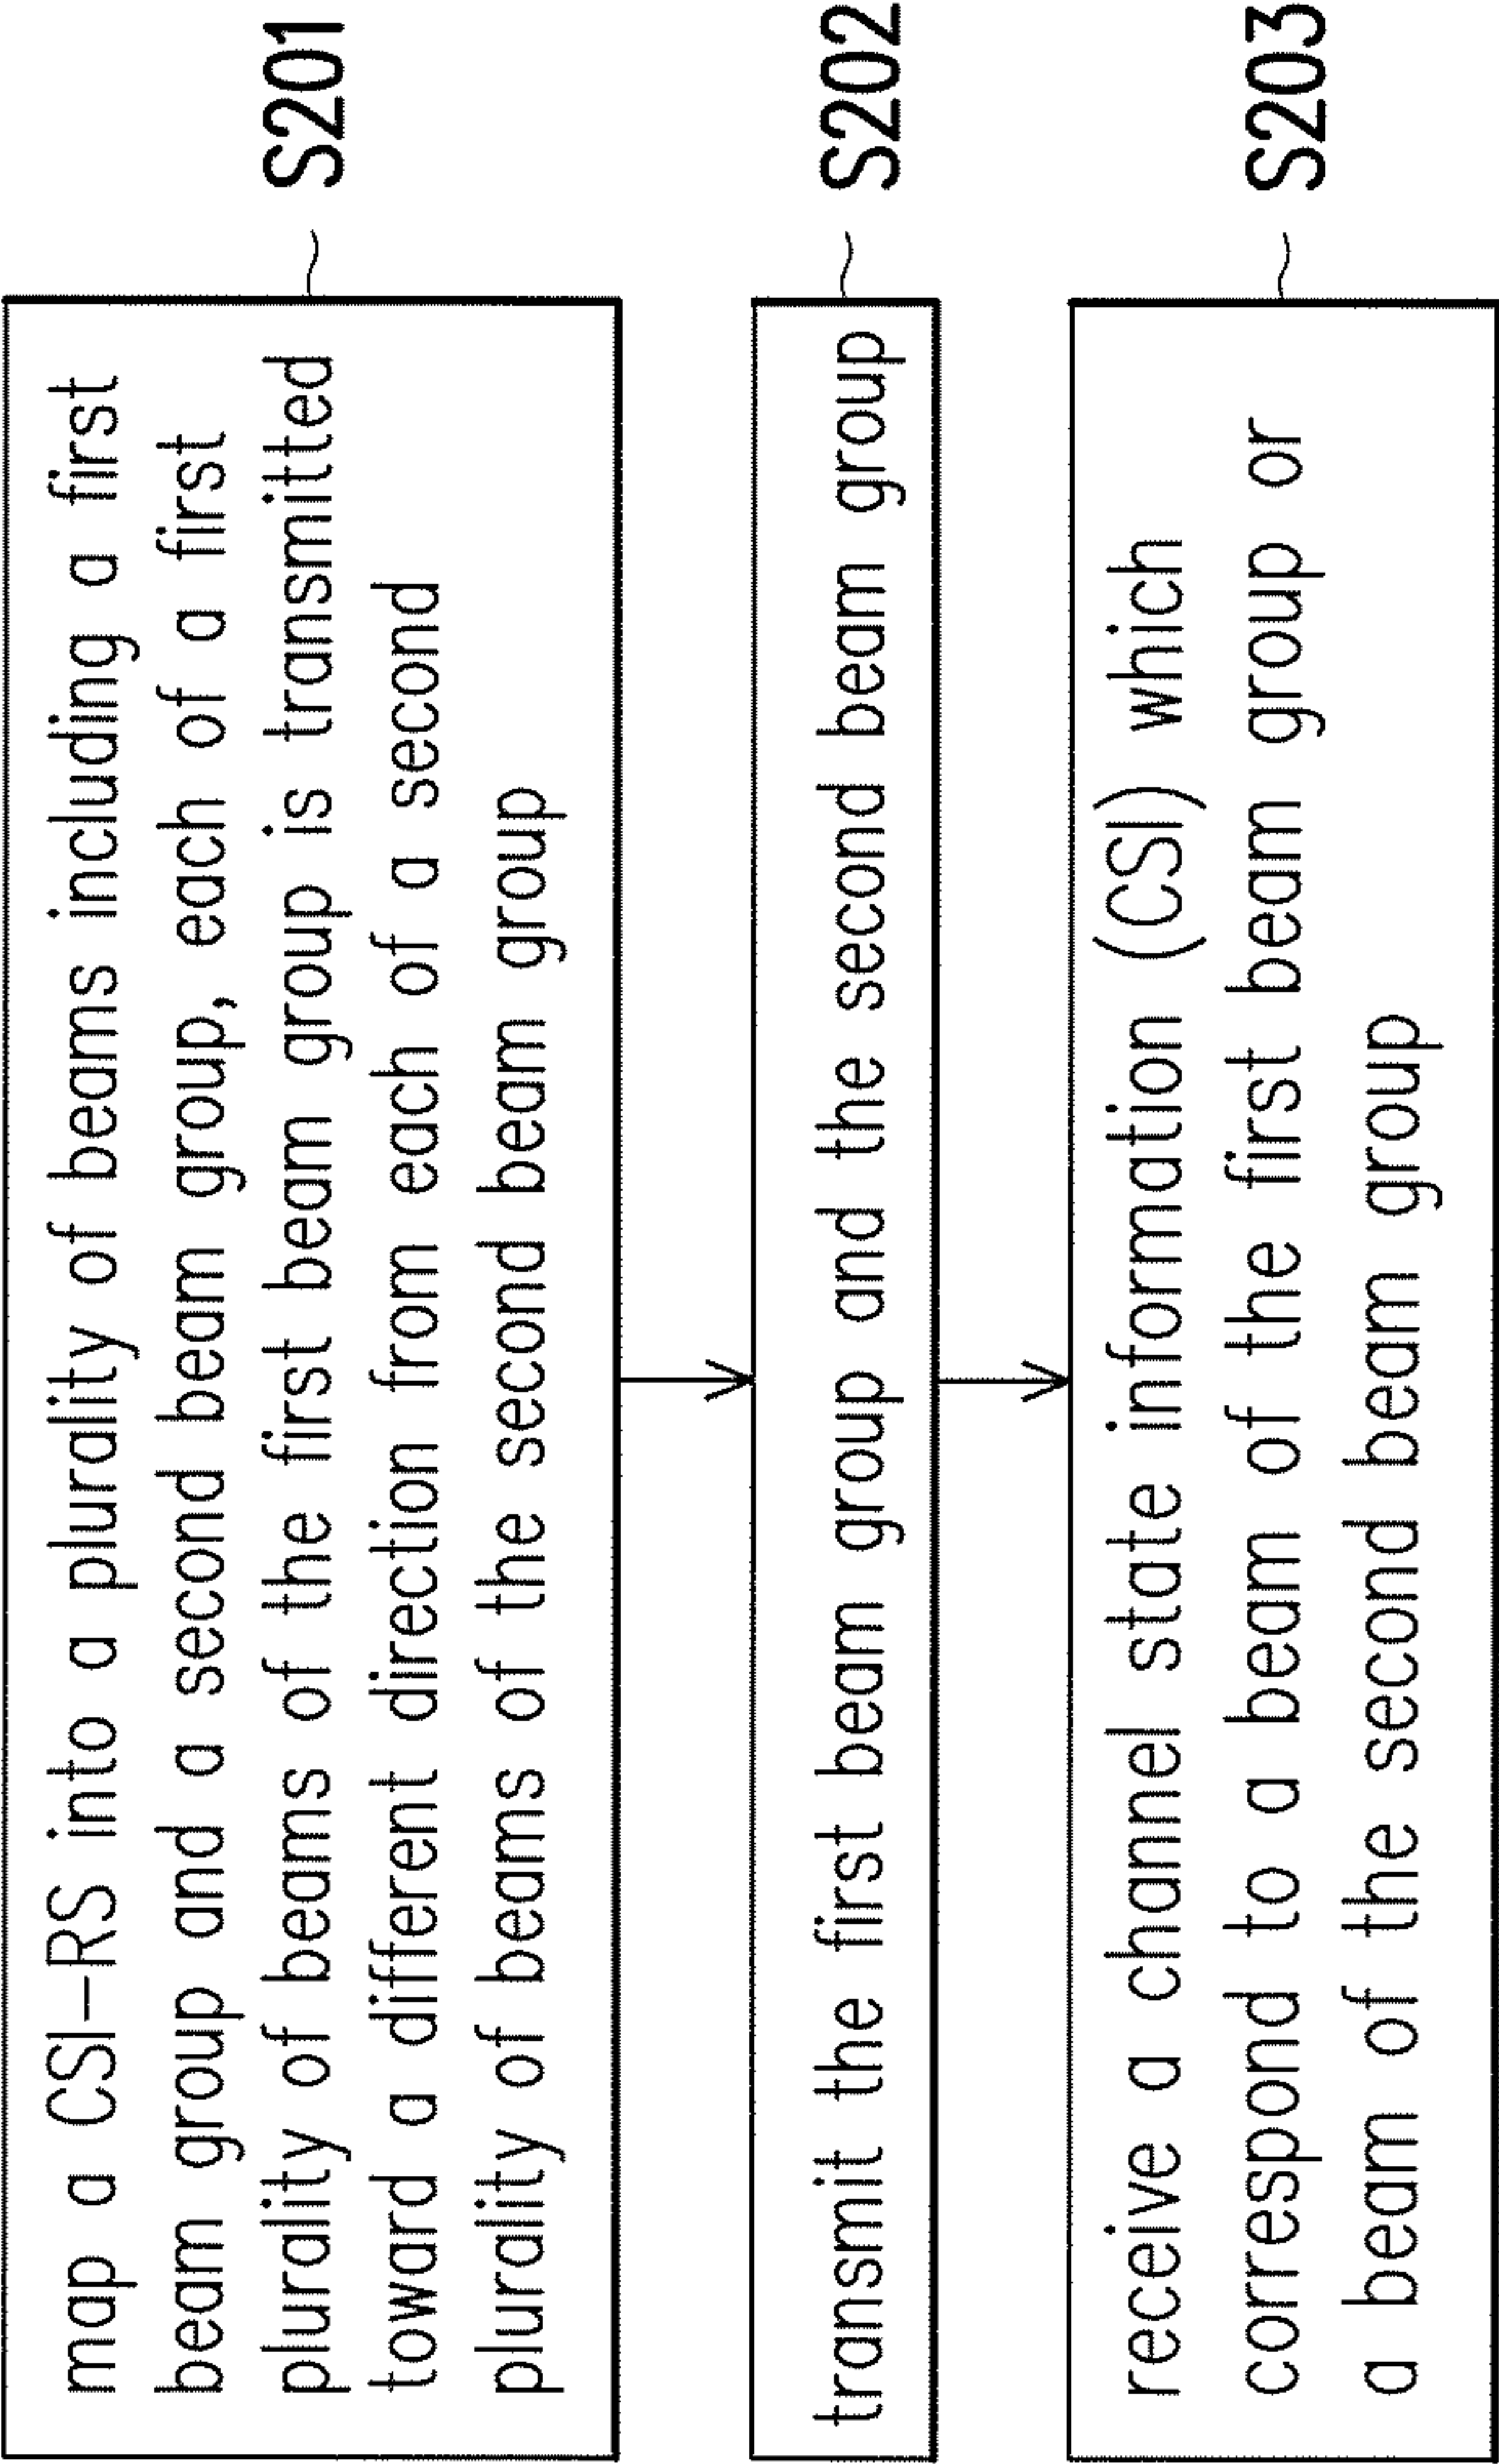 map a CSI-RS into a plurality of beams including a first
beam group and a second beam group, each of a first
plurality of beams of the first beam group is transmitted
toward a different direction from each of a second
plurality of beams of the second beam group
S201
transmit the first beam group and the second beam group
S202
receive a channel state information (CSI) which
correspond to a beam of the first beam group or
a beam of the second beam group
S203